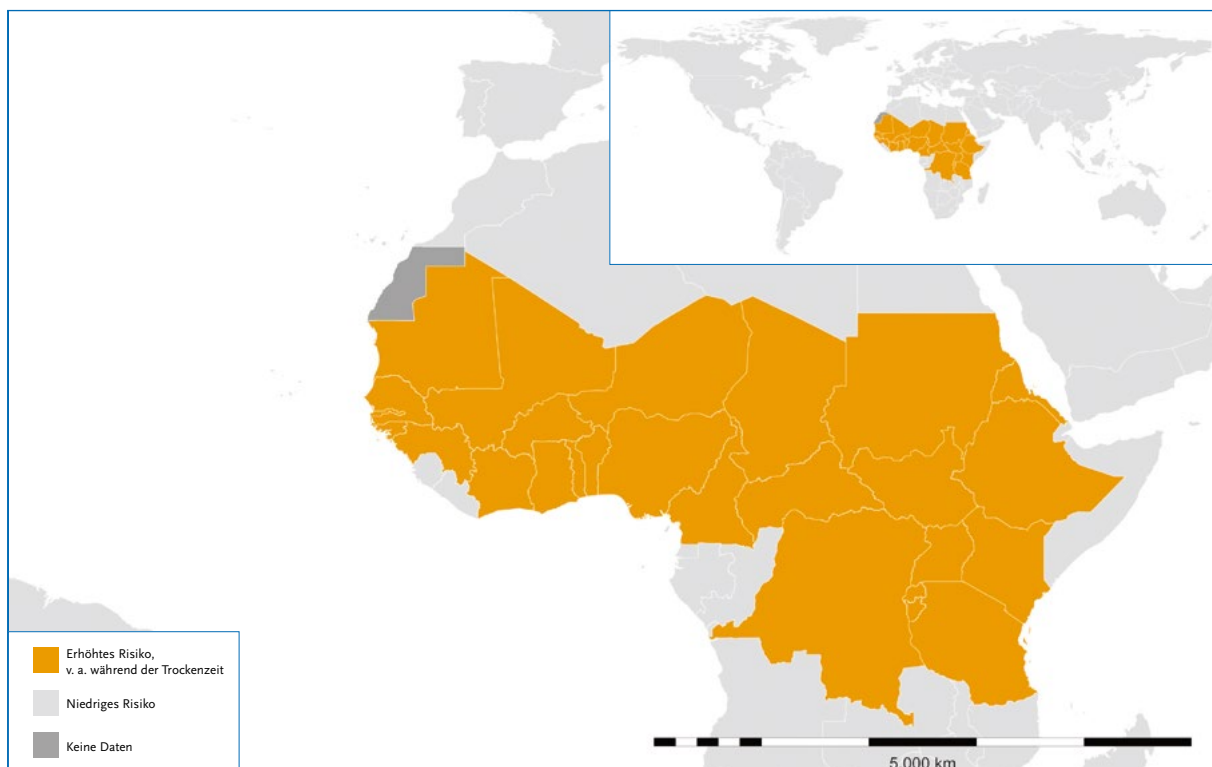 Erhöhtes Risiko,
v. a. während der Trockenzeit
Niedriges Risiko
Keine Daten
5.000 km